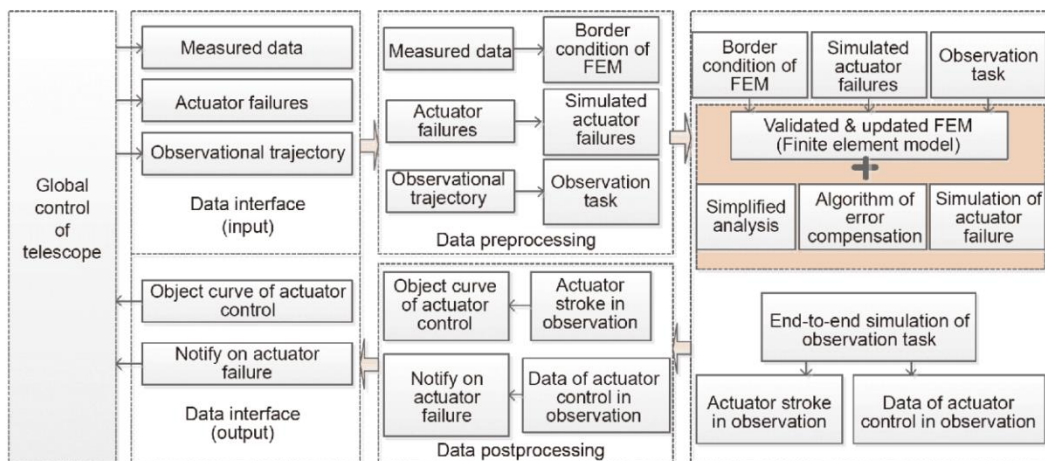 Global
control
of
telescope
Measured data
Actuator failures
Observational trajectory
Data interface
(input)
Object curve of actuator
control
Notify on actuator
failure
Data interface
(output)
Measured data
Border
condition of
FEM
Actuator
failures
Simulated
actuator
failures
Observational
trajectory
Observation
task
Data preprocessing
Object curve
of actuator
control
Actuator
stroke in
observation
Notify on
actuator
failure
Data of actuator
control in
observation
Data postprocessing
Border
condition
of FEM
Simulated
actuator
failures
Observation
task
Validated & updated FEM
(Finite element model)
Simplified
analysis
Algorithm of
error
compensation
Simulation of
actuator
failure
End-to-end simulation of
observation task
Actuator stroke
in observation
Data of actuator
control in observation